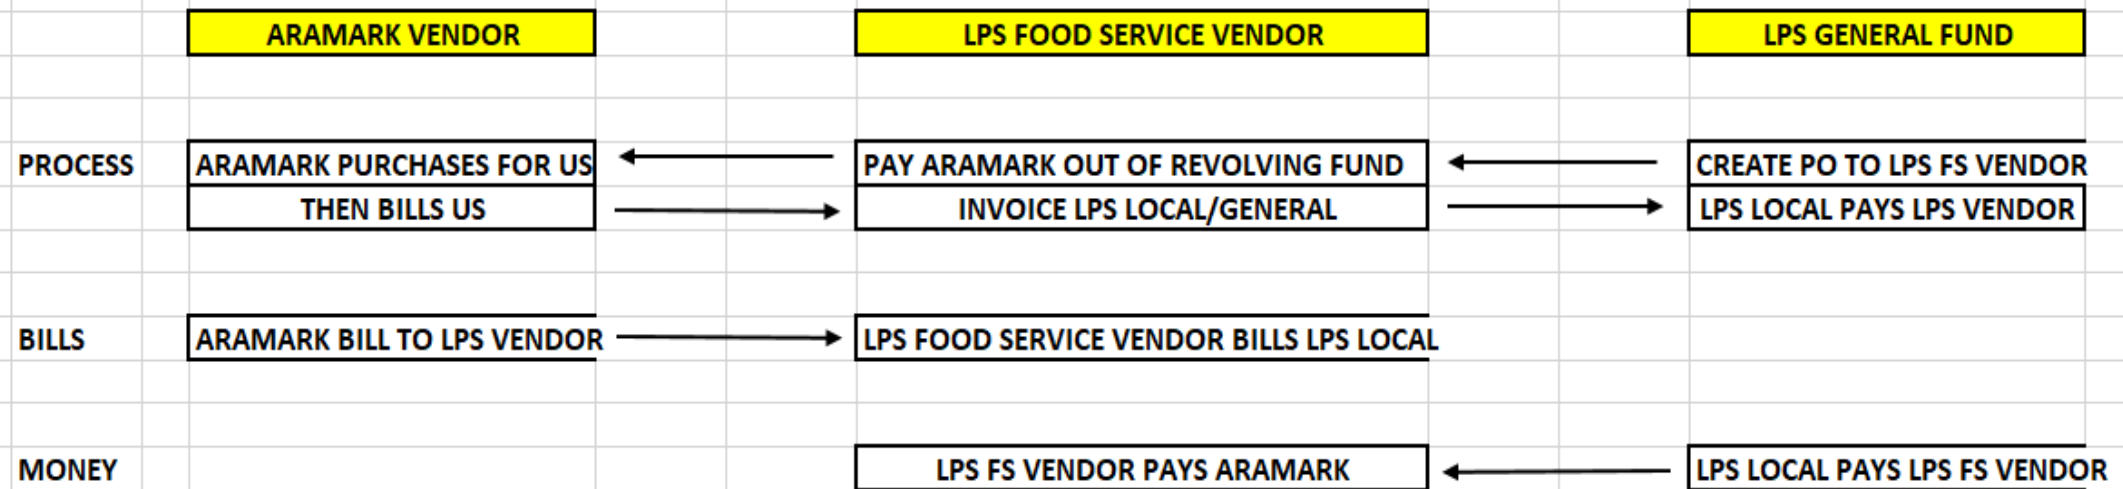 ARAMARK VENDOR LPS FOOD SERVICE VENDOR LPS GENERAL FUND
PROCESS ARAMARK PURCHASES FOR US PAY ARAMARK OUT OF REVOLVING FUND CREATE PO TO LPS FS VENDOR
THEN BILLS US INVOICE LPS LOCAL/GENERAL LPS LOCAL PAYS LPS VENDOR
BILLS ARAMARK BILL TO LPS VENDOR LPS FOOD SERVICE VENDOR BILLS LPS LOCAL
MONEY LPS FS VENDOR PAYS ARAMARK LPS LOCAL PAYS LPS FS VENDOR